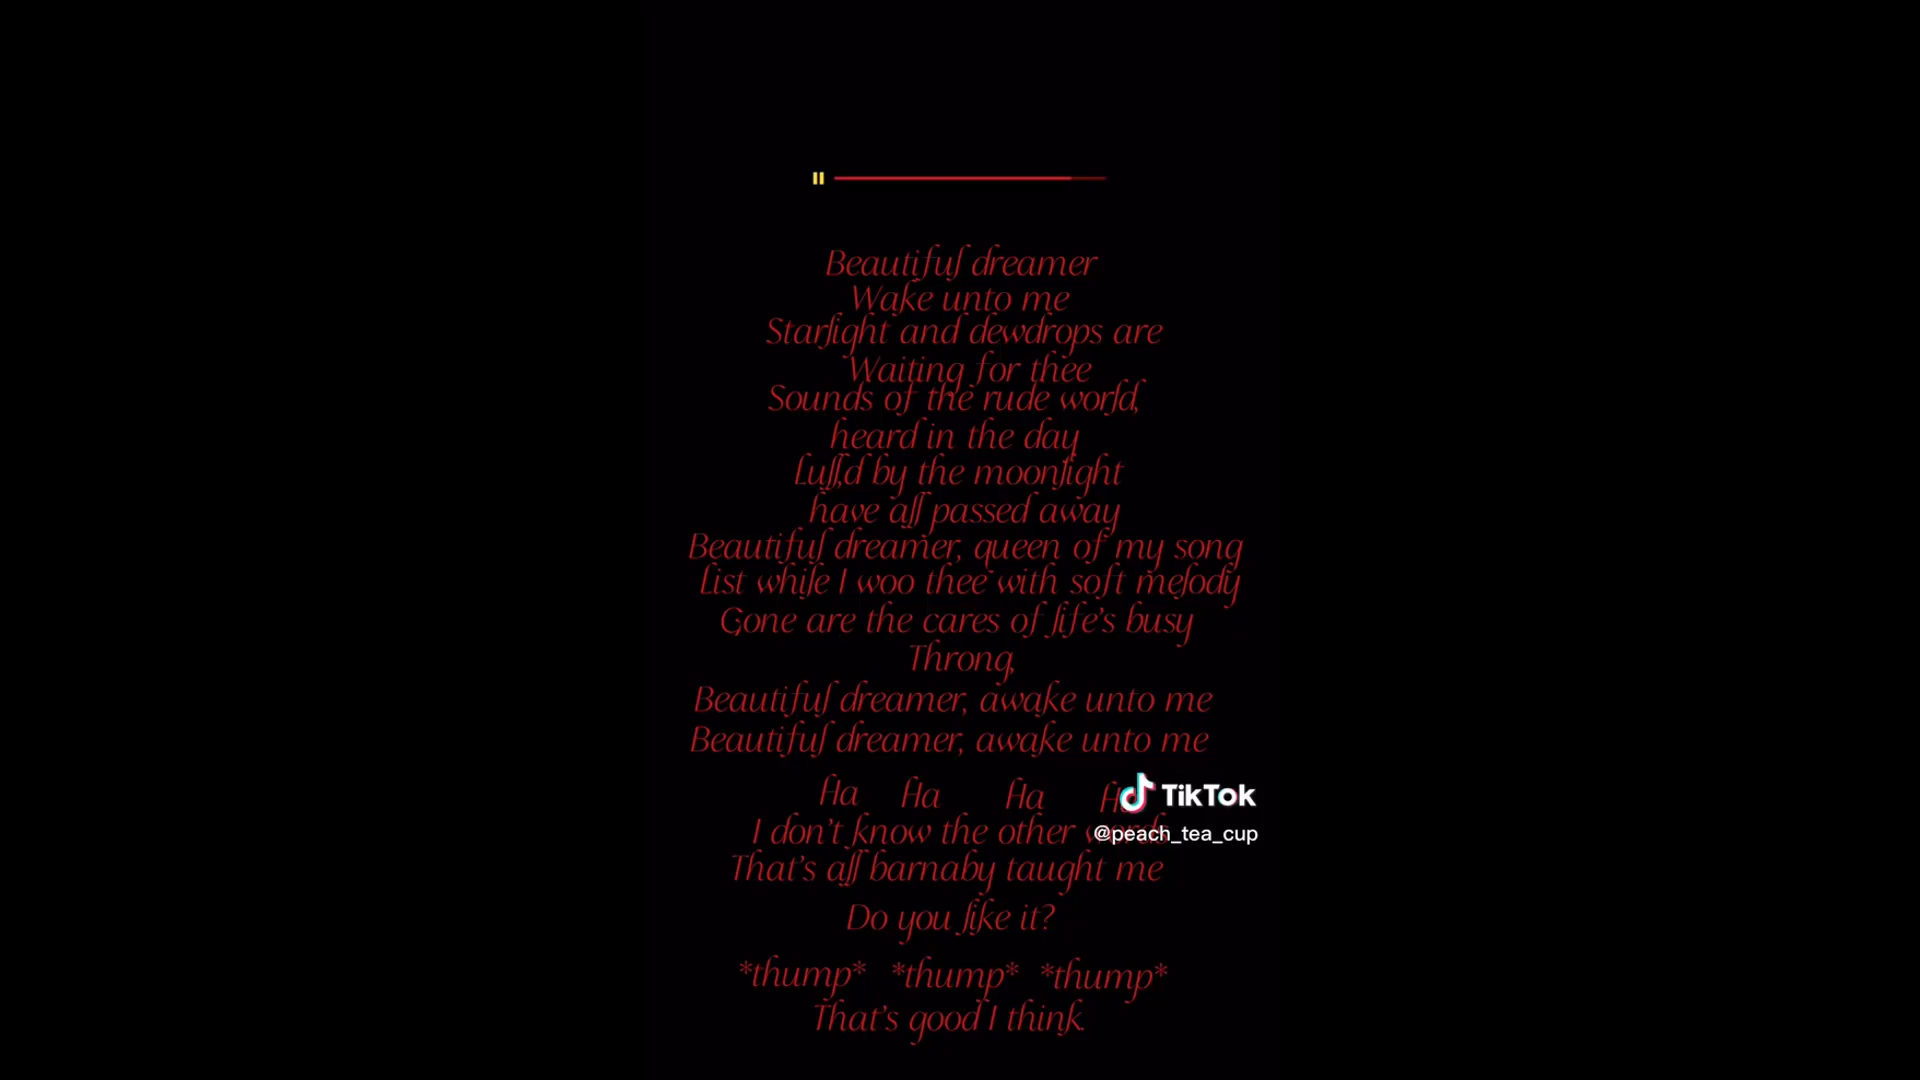 Beautiful dreamer
Wake unto me
Starlight and dewdrops are
Waiting for thee
Sounds of the rude world,
heard in the day
Lull,d by the moonlight
have all passed away
Beautiful dreamer, queen of my song
List while I woo thee with soft melody
Gone are the cares of life's busy
Throng,
Beautiful dreamer, awake unto me
Beautiful dreamer, awake unto me
Ha Ha Ha
TikTok
I don't know the other
@peach_tea_cup
That's all barnaby taught me
Do you like it?
*thump* *thump* *thump*
That's good I think.